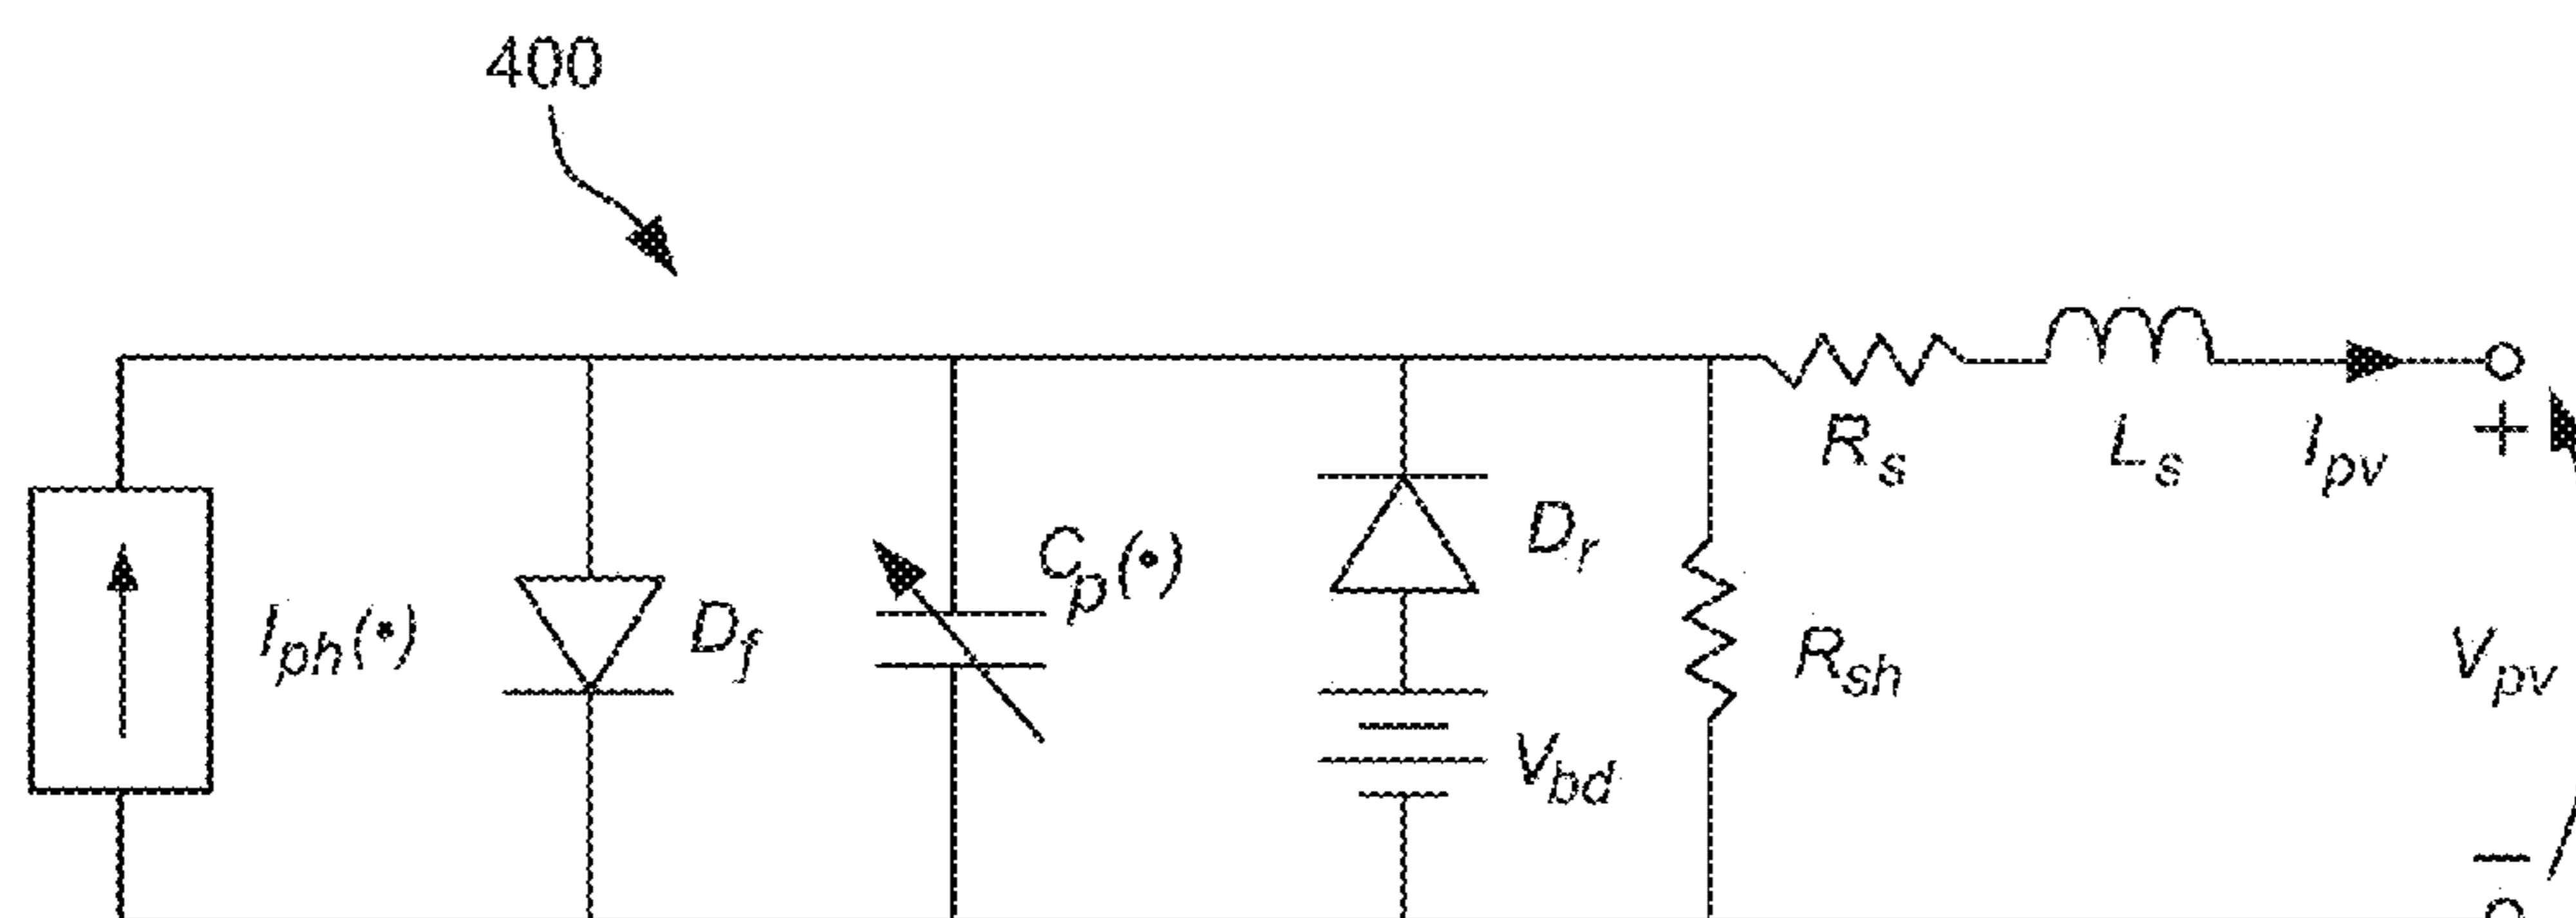 400
R_s
L_s
I_pv
+
I_ph(•)
D_f
C_p(•)
D_r
V_bd
R_sh
V_pv
−